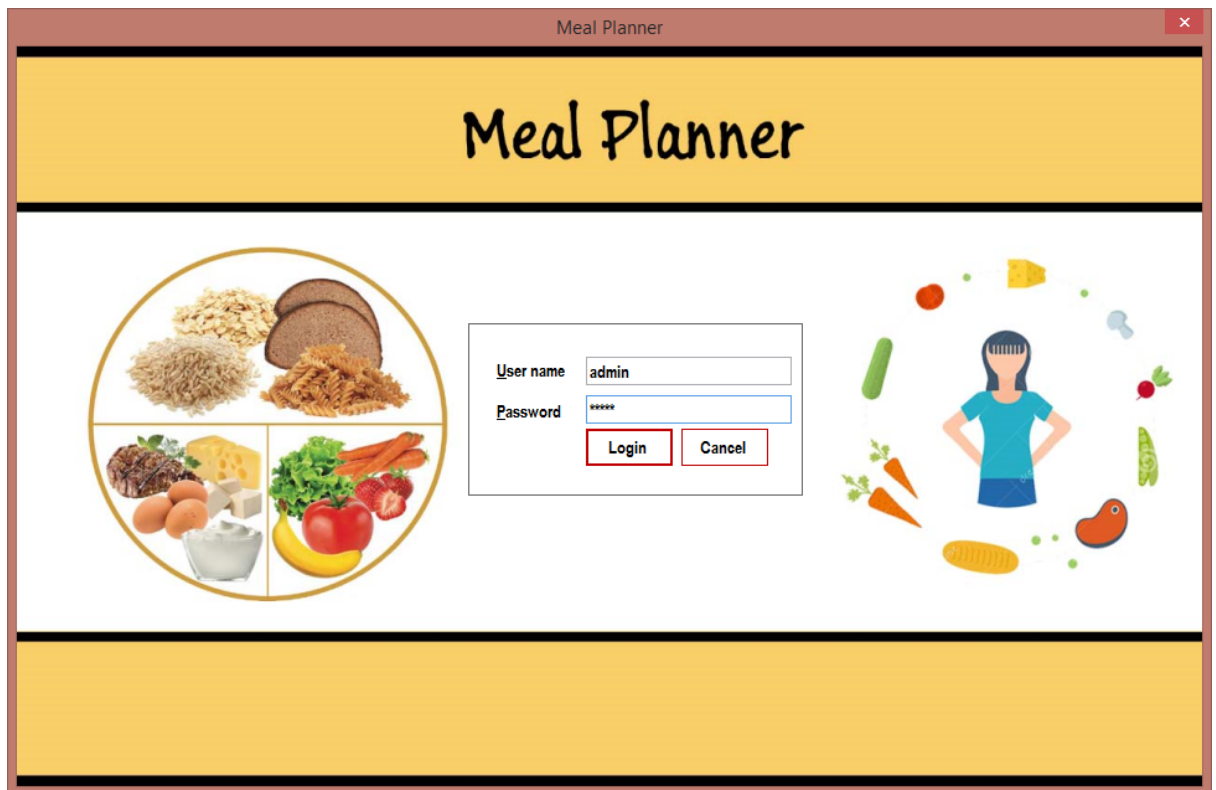 Meal Planner
Meal Planner
User name admin
Password *****
Login Cancel